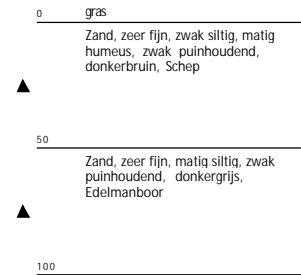 0 gras
Zand, zeer fijn, zwak siltig, matig
humeus, zwak puinhoudend,
donkerbruin, Schep
50
Zand, zeer fijn, matig siltig, zwak
puinhoudend, donkergrijs,
Edelmanboor
100